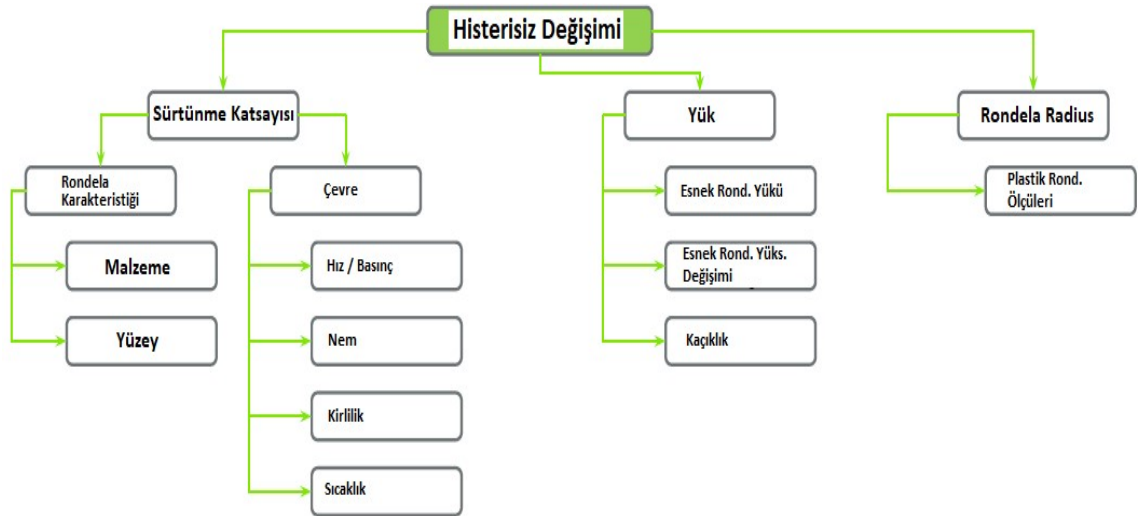 Histerisiz Değişimi
Sürtünme Katsayısı
Yük
Rondela Radius
Rondela
Karakteristiği
Çevre
Esnek Rond. Yükü
Plastik Rond.
Ölçüleri
Malzeme
Hız / Basınç
Esnek Rond. Yüks.
Değişimi
Yüzey
Nem
Kaçıklık
Kirlilik
Sıcaklık